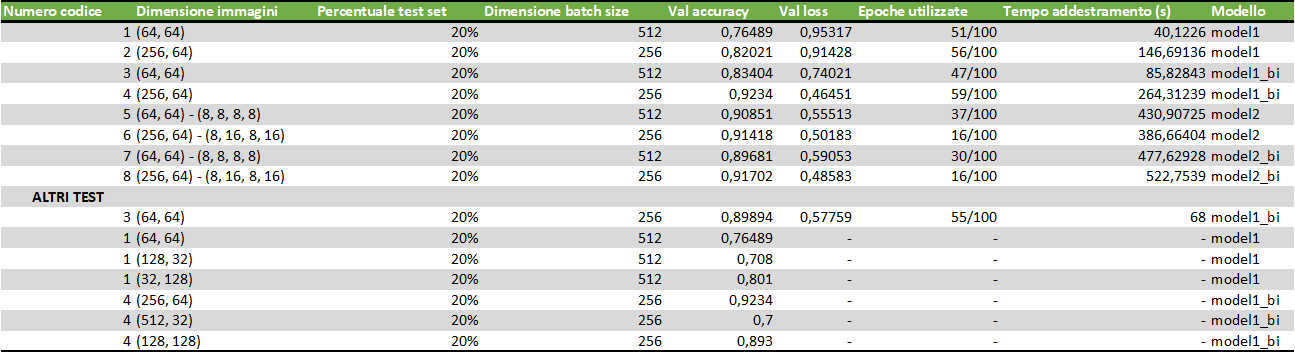 Numero codice Dimensione immagini Percentuale test set Dimensione batch size Val accuracy Val loss Epoche utilizzate Tempo addestramento (s) Modello
1 (64, 64) 20% 512 0,76489 0,95317 51/100 40,1226 model1
2 (256, 64) 20% 256 0,82021 0,91428 56/100 146,69136 model1
3 (64, 64) 20% 512 0,83404 0,74021 47/100 85,82843 model1_bi
4 (256, 64) 20% 256 0,9234 0,46451 59/100 264,31239 model1_bi
5 (64, 64) - (8, 8, 8, 8) 20% 512 0,90851 0,55513 37/100 430,90725 model2
6 (256, 64) - (8, 16, 8, 16) 20% 256 0,91418 0,50183 16/100 386,66404 model2
7 (64, 64) - (8, 8, 8, 8) 20% 512 0,89681 0,59053 30/100 477,62928 model2_bi
8 (256, 64) - (8, 16, 8, 16) 20% 256 0,91702 0,48583 16/100 522,7539 model2_bi
ALTRI TEST
3 (64, 64) 20% 256 0,89894 0,57759 55/100 68 model1_bi
1 (64, 64) 20% 512 0,76489 - - - model1
1 (128, 32) 20% 512 0,708 - - - model1
1 (32, 128) 20% 512 0,801 - - - model1
4 (256, 64) 20% 256 0,9234 - - - model1_bi
4 (512, 32) 20% 256 0,7 - - - model1_bi
4 (128, 128) 20% 256 0,893 - - - model1_bi